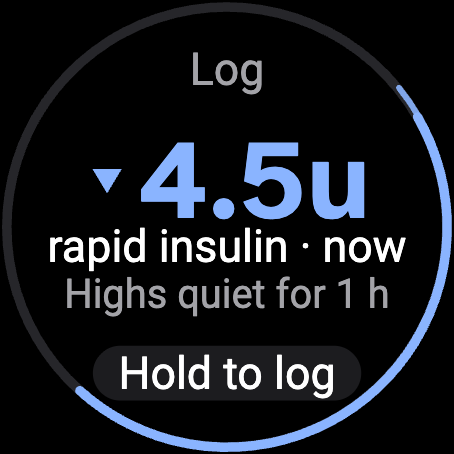 Log
4.5u
rapid insulin · now
Highs quiet for 1 h
Hold to log